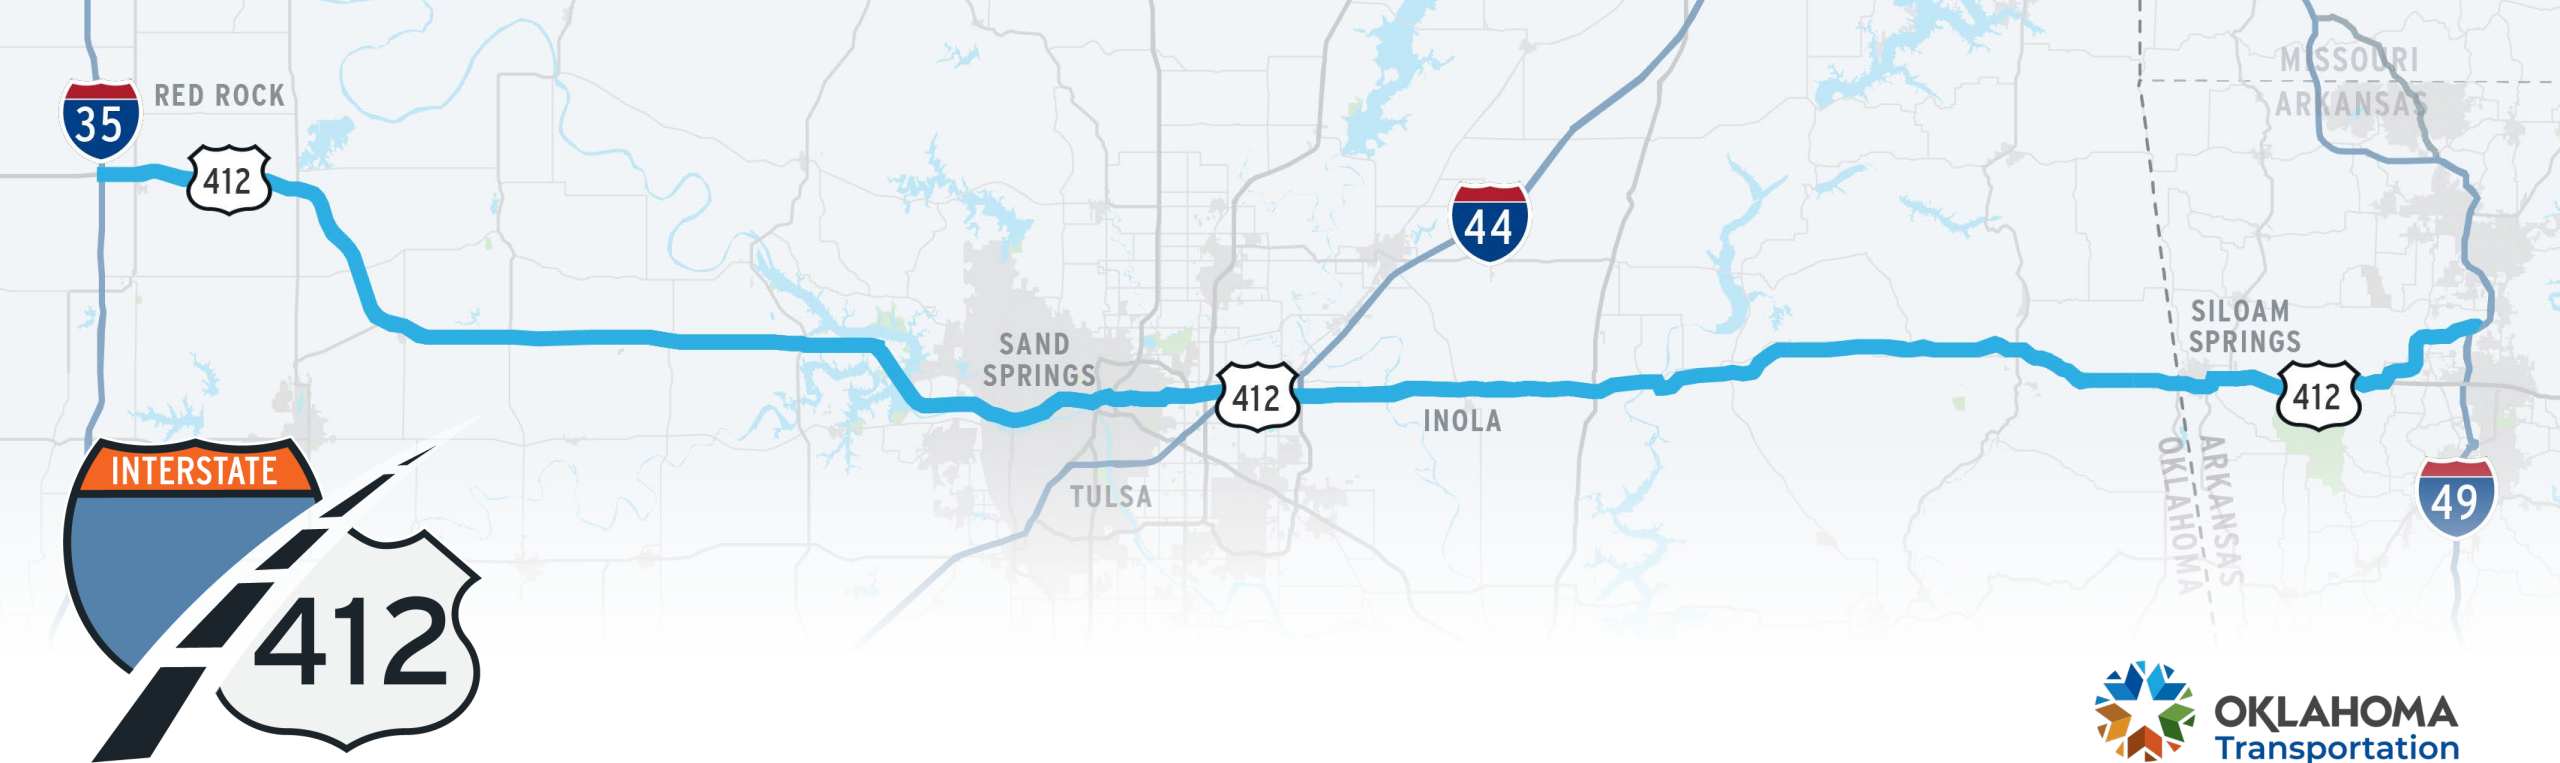 MISSOURI
ARKANSAS
35
RED ROCK
412
44
SILOAM
SPRINGS
SAND
SPRINGS
412
412
INOLA
OKLAHOMA
ARKANSAS
49
TULSA
INTERSTATE
412
OKLAHOMA
Transportation